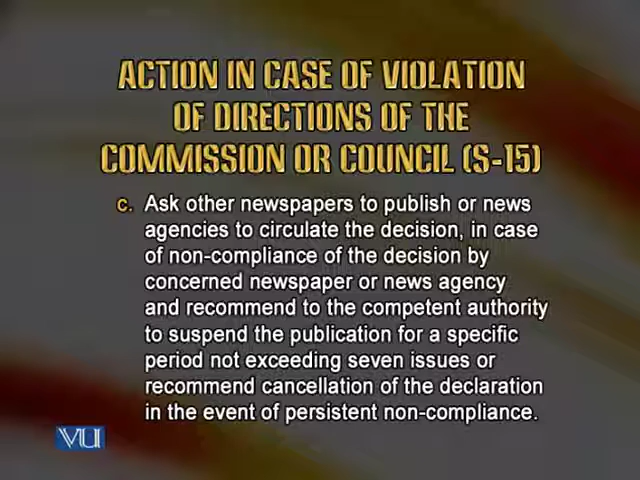 ACTION IN CASE OF VIOLATION
OF DIRECTIONS OF THE
COMMISSION OR COUNCIL (S-15)
c. Ask other newspapers to publish or news
agencies to circulate the decision, in case
of non-compliance of the decision by
concerned newspaper or news agency
and recommend to the competent authority
to suspend the publication for a specific
period not exceeding seven issues or
recommend cancellation of the declaration
in the event of persistent non-compliance.
VU